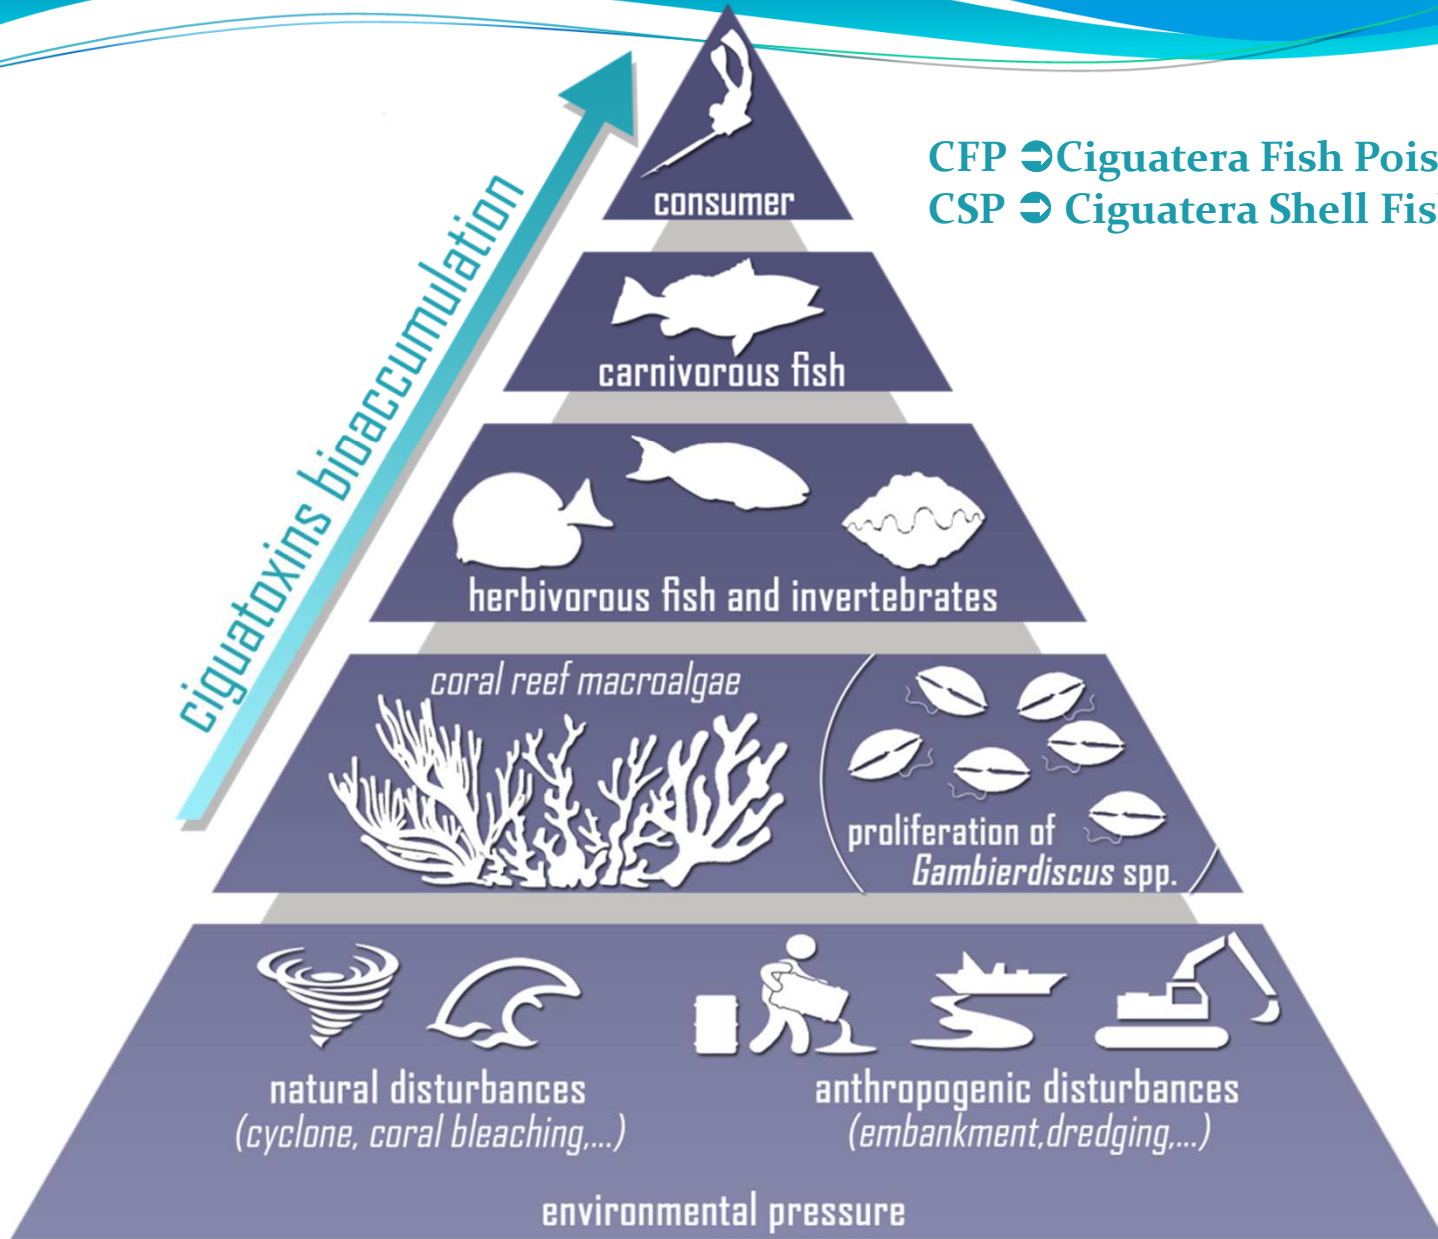 CFP ➲Ciguatera Fish Pois
CSP ➲ Ciguatera Shell Fis
ciguatoxins bioaccumulation
consumer
carnivorous fish
herbivorous fish and invertebrates
coral reef macroalgae
proliferation of
Gambierdiscus spp.
natural disturbances
(cyclone, coral bleaching,...)
anthropogenic disturbances
(embankment,dredging,...)
environmental pressure